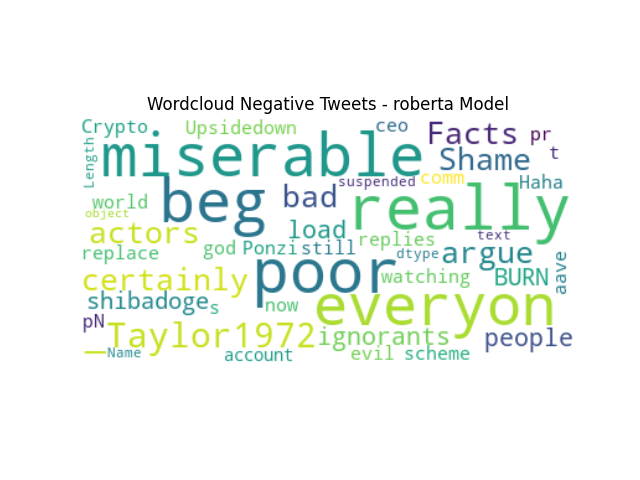 Wordcloud Negative Tweets - roberta Model
Crypto Upsidedown ceo Facts pr
Length miserable Shame t
suspended comm Haha
world beg bad really
object actors load replies text
replace god Ponzi still dtype argue aave
certainly poor watching BURN
shibadoge s now everyon
pN Taylor1972 ignorants people
_ Name account evil scheme